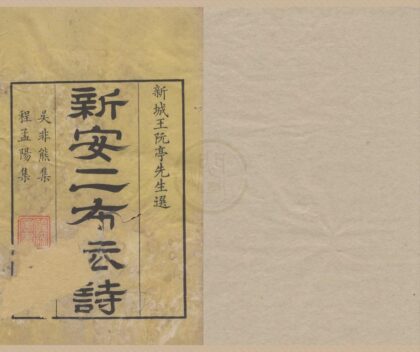 新城王阮亭先生選
新安二布衣詩
吳非熊集
程孟陽集